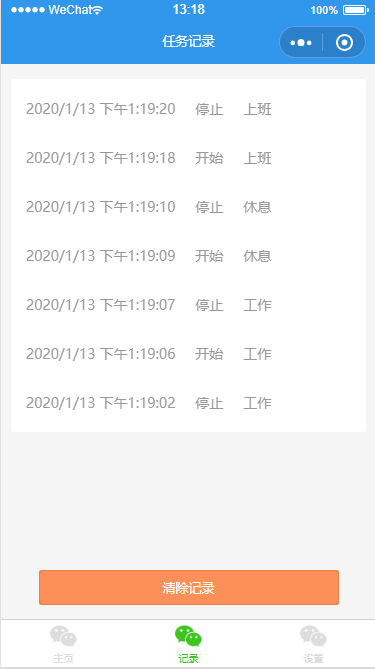 WeChat 13:18 100%
任务记录
2020/1/13 下午1:19:20 停止 上班
2020/1/13 下午1:19:18 开始 上班
2020/1/13 下午1:19:10 停止 休息
2020/1/13 下午1:19:09 开始 休息
2020/1/13 下午1:19:07 停止 工作
2020/1/13 下午1:19:06 开始 工作
2020/1/13 下午1:19:02 停止 工作
清除记录
主页 记录 设置